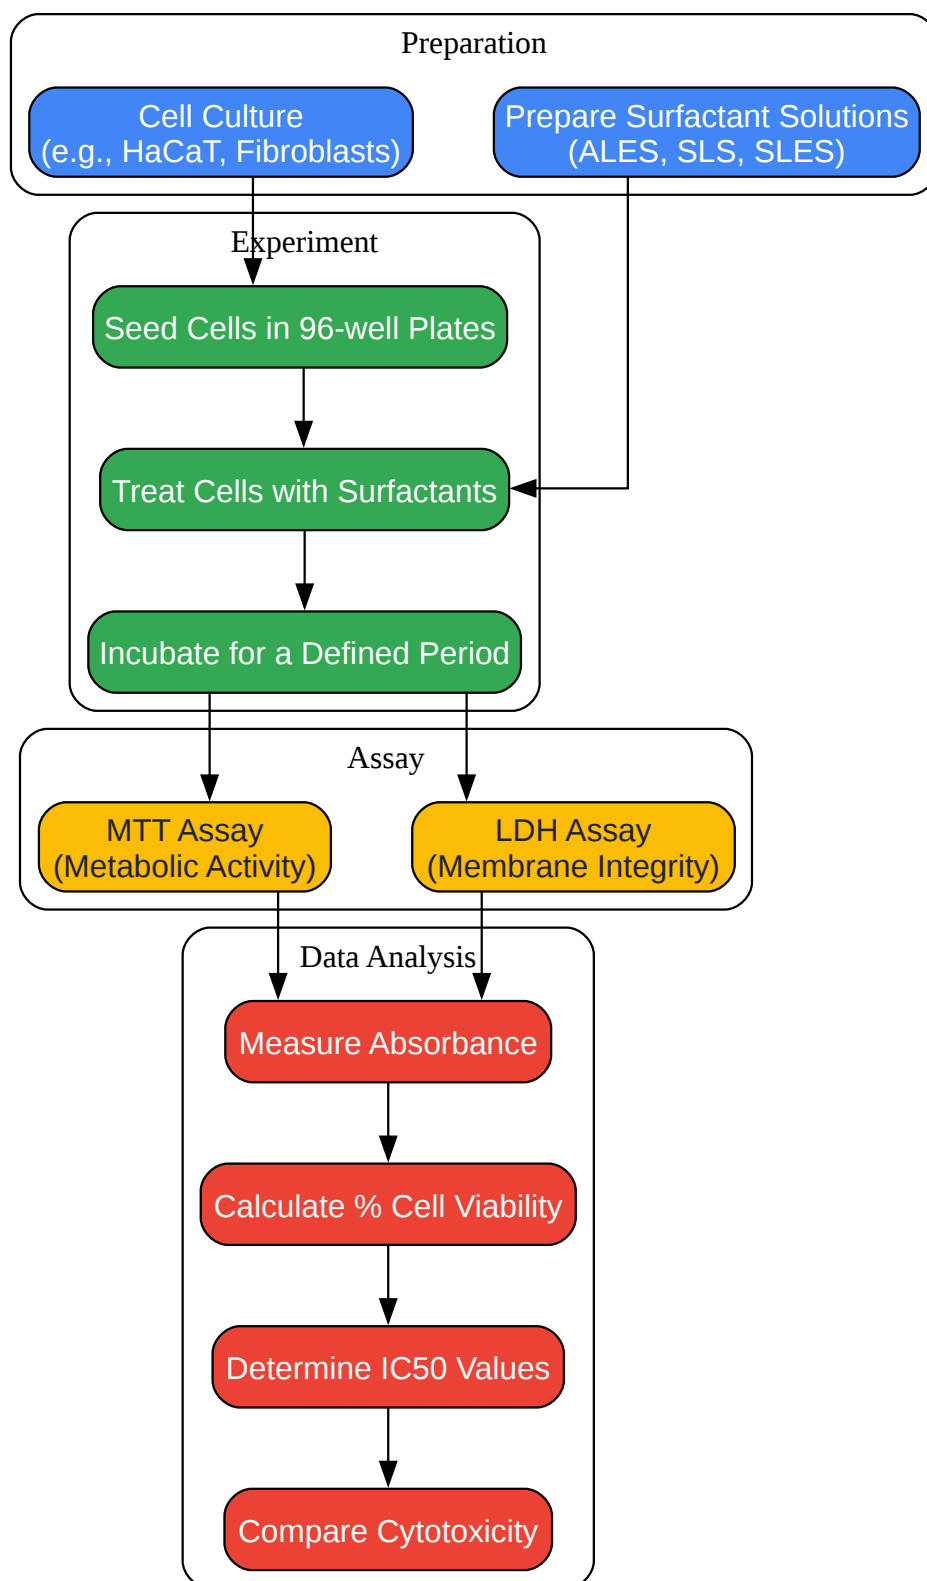 Preparation
Cell Culture
(e.g., HaCaT, Fibroblasts)
Prepare Surfactant Solutions
(ALES, SLS, SLES)
Experiment
Seed Cells in 96-well Plates
Treat Cells with Surfactants
Incubate for a Defined Period
Assay
MTT Assay
(Metabolic Activity)
LDH Assay
(Membrane Integrity)
Data Analysis
Measure Absorbance
Calculate % Cell Viability
Determine IC50 Values
Compare Cytotoxicity